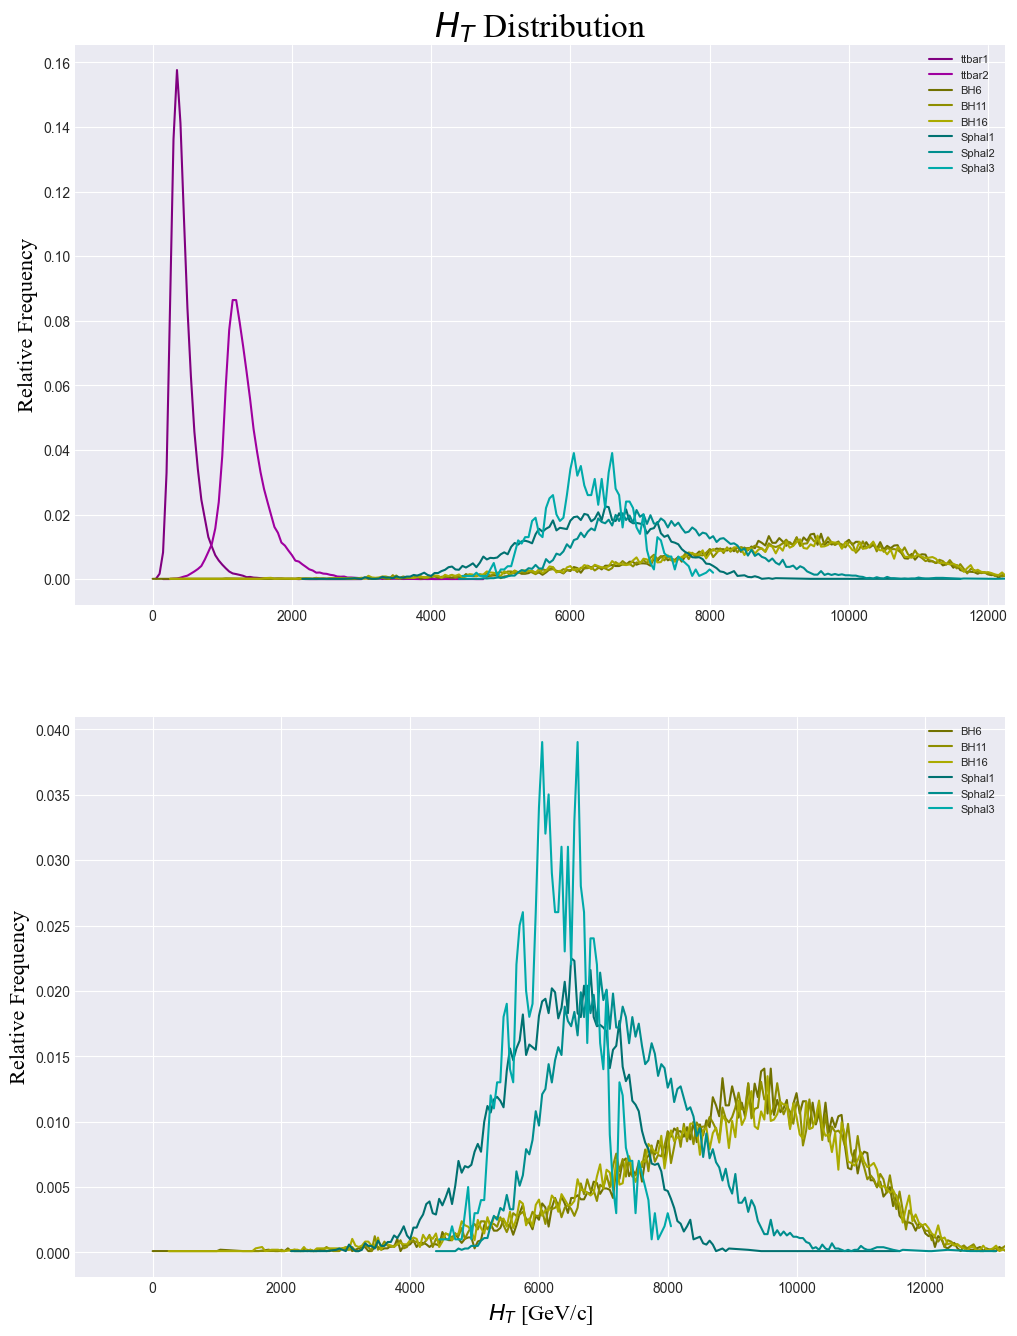 H_T Distribution
Relative Frequency
0.16
0.14
0.12
0.10
0.08
0.06
0.04
0.02
0.00
ttbar1
ttbar2
BH6
BH11
BH16
Sphal1
Sphal2
Sphal3
0 2000 4000 6000 8000 10000 12000
Relative Frequency
0.040
0.035
0.030
0.025
0.020
0.015
0.010
0.005
0.000
BH6
BH11
BH16
Sphal1
Sphal2
Sphal3
0 2000 4000 6000 8000 10000 12000
H_T [GeV/c]